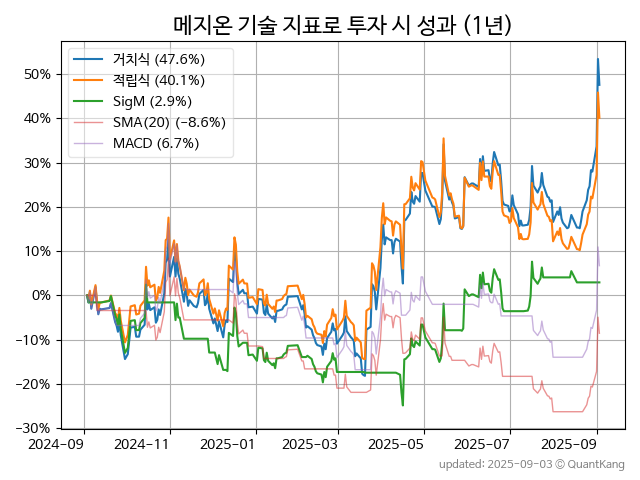 메지온 기술 지표로 투자 시 성과 (1년)
거치식 (47.6%)
적립식 (40.1%)
SigM (2.9%)
SMA(20) (−8.6%)
MACD (6.7%)
50%
40%
30%
20%
10%
0%
−10%
−20%
−30%
2024-09
2024-11
2025-01
2025-03
2025-05
2025-07
2025-09
updated: 2025-09-03 © QuantKang